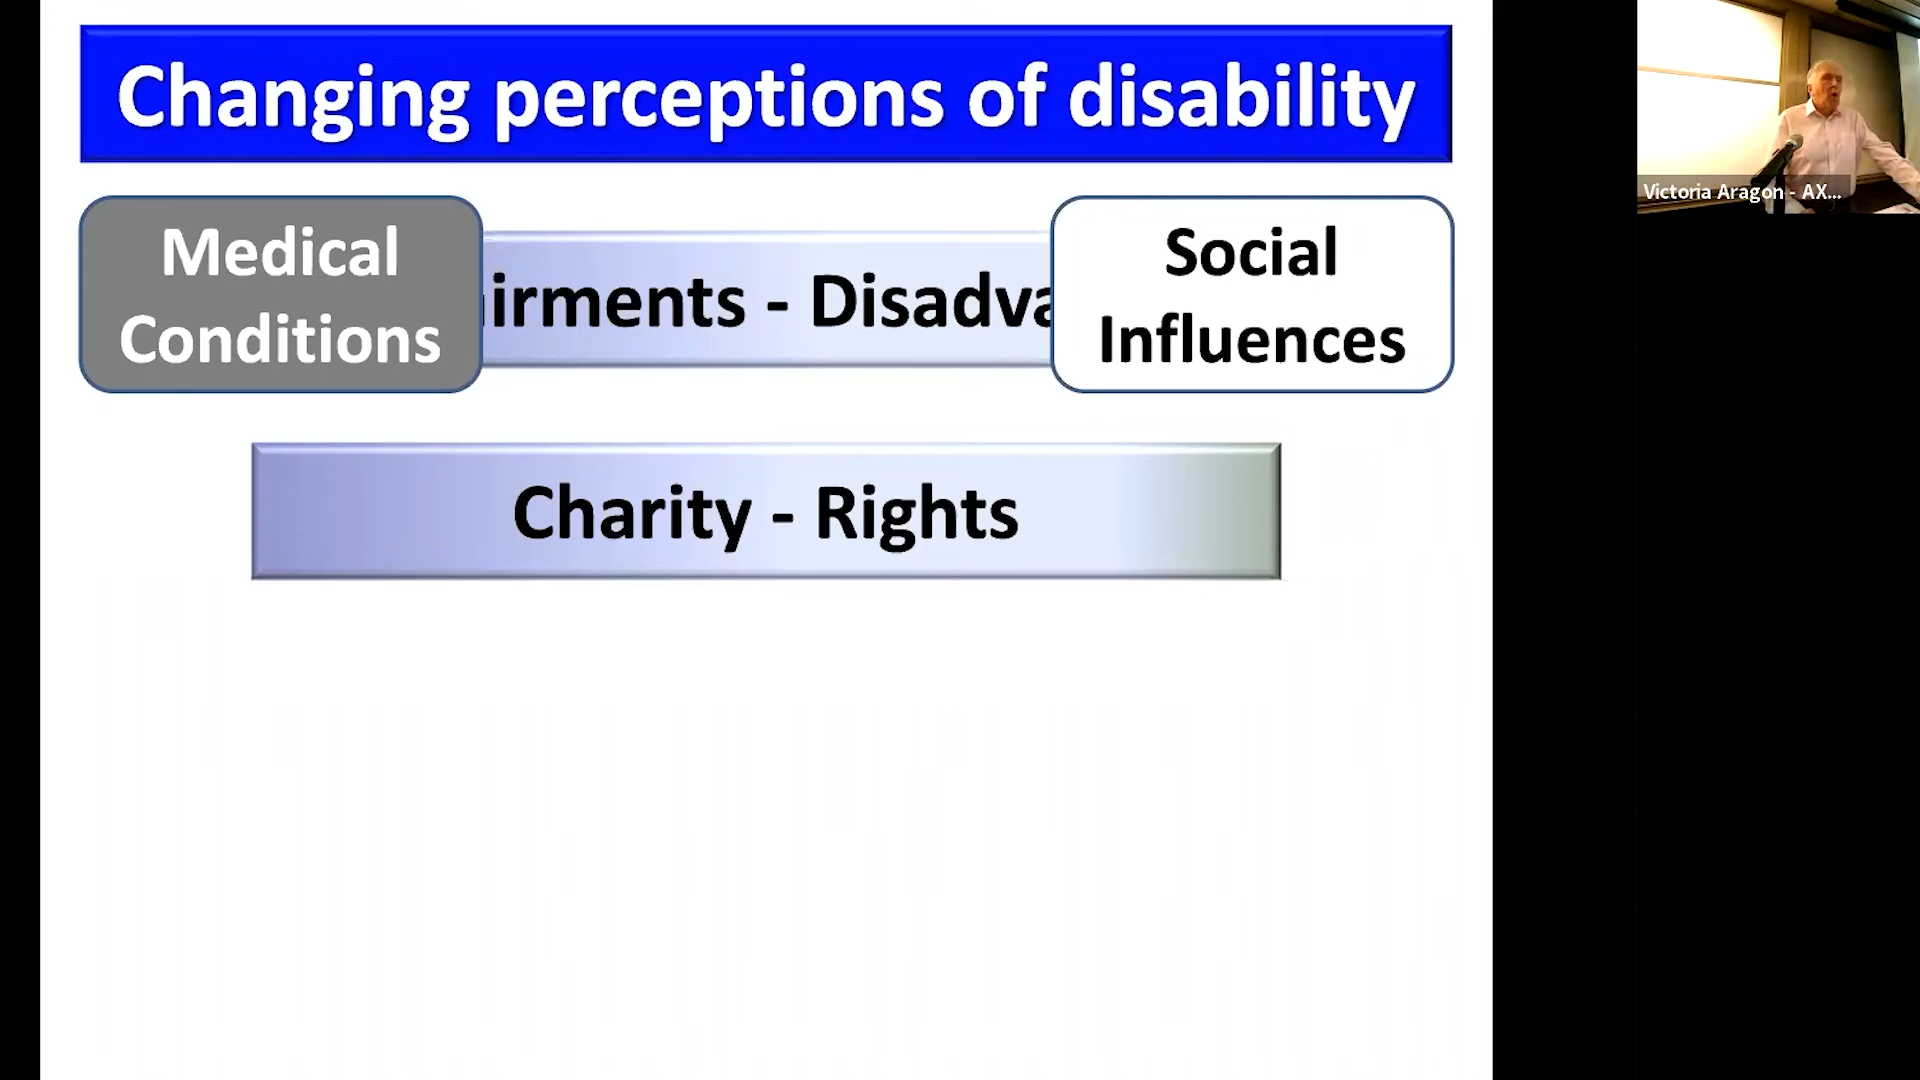 Changing perceptions of disability
Medical
Conditions
irments - Disadva
Social
Influences
Charity - Rights
Victoria Aragon - AX...